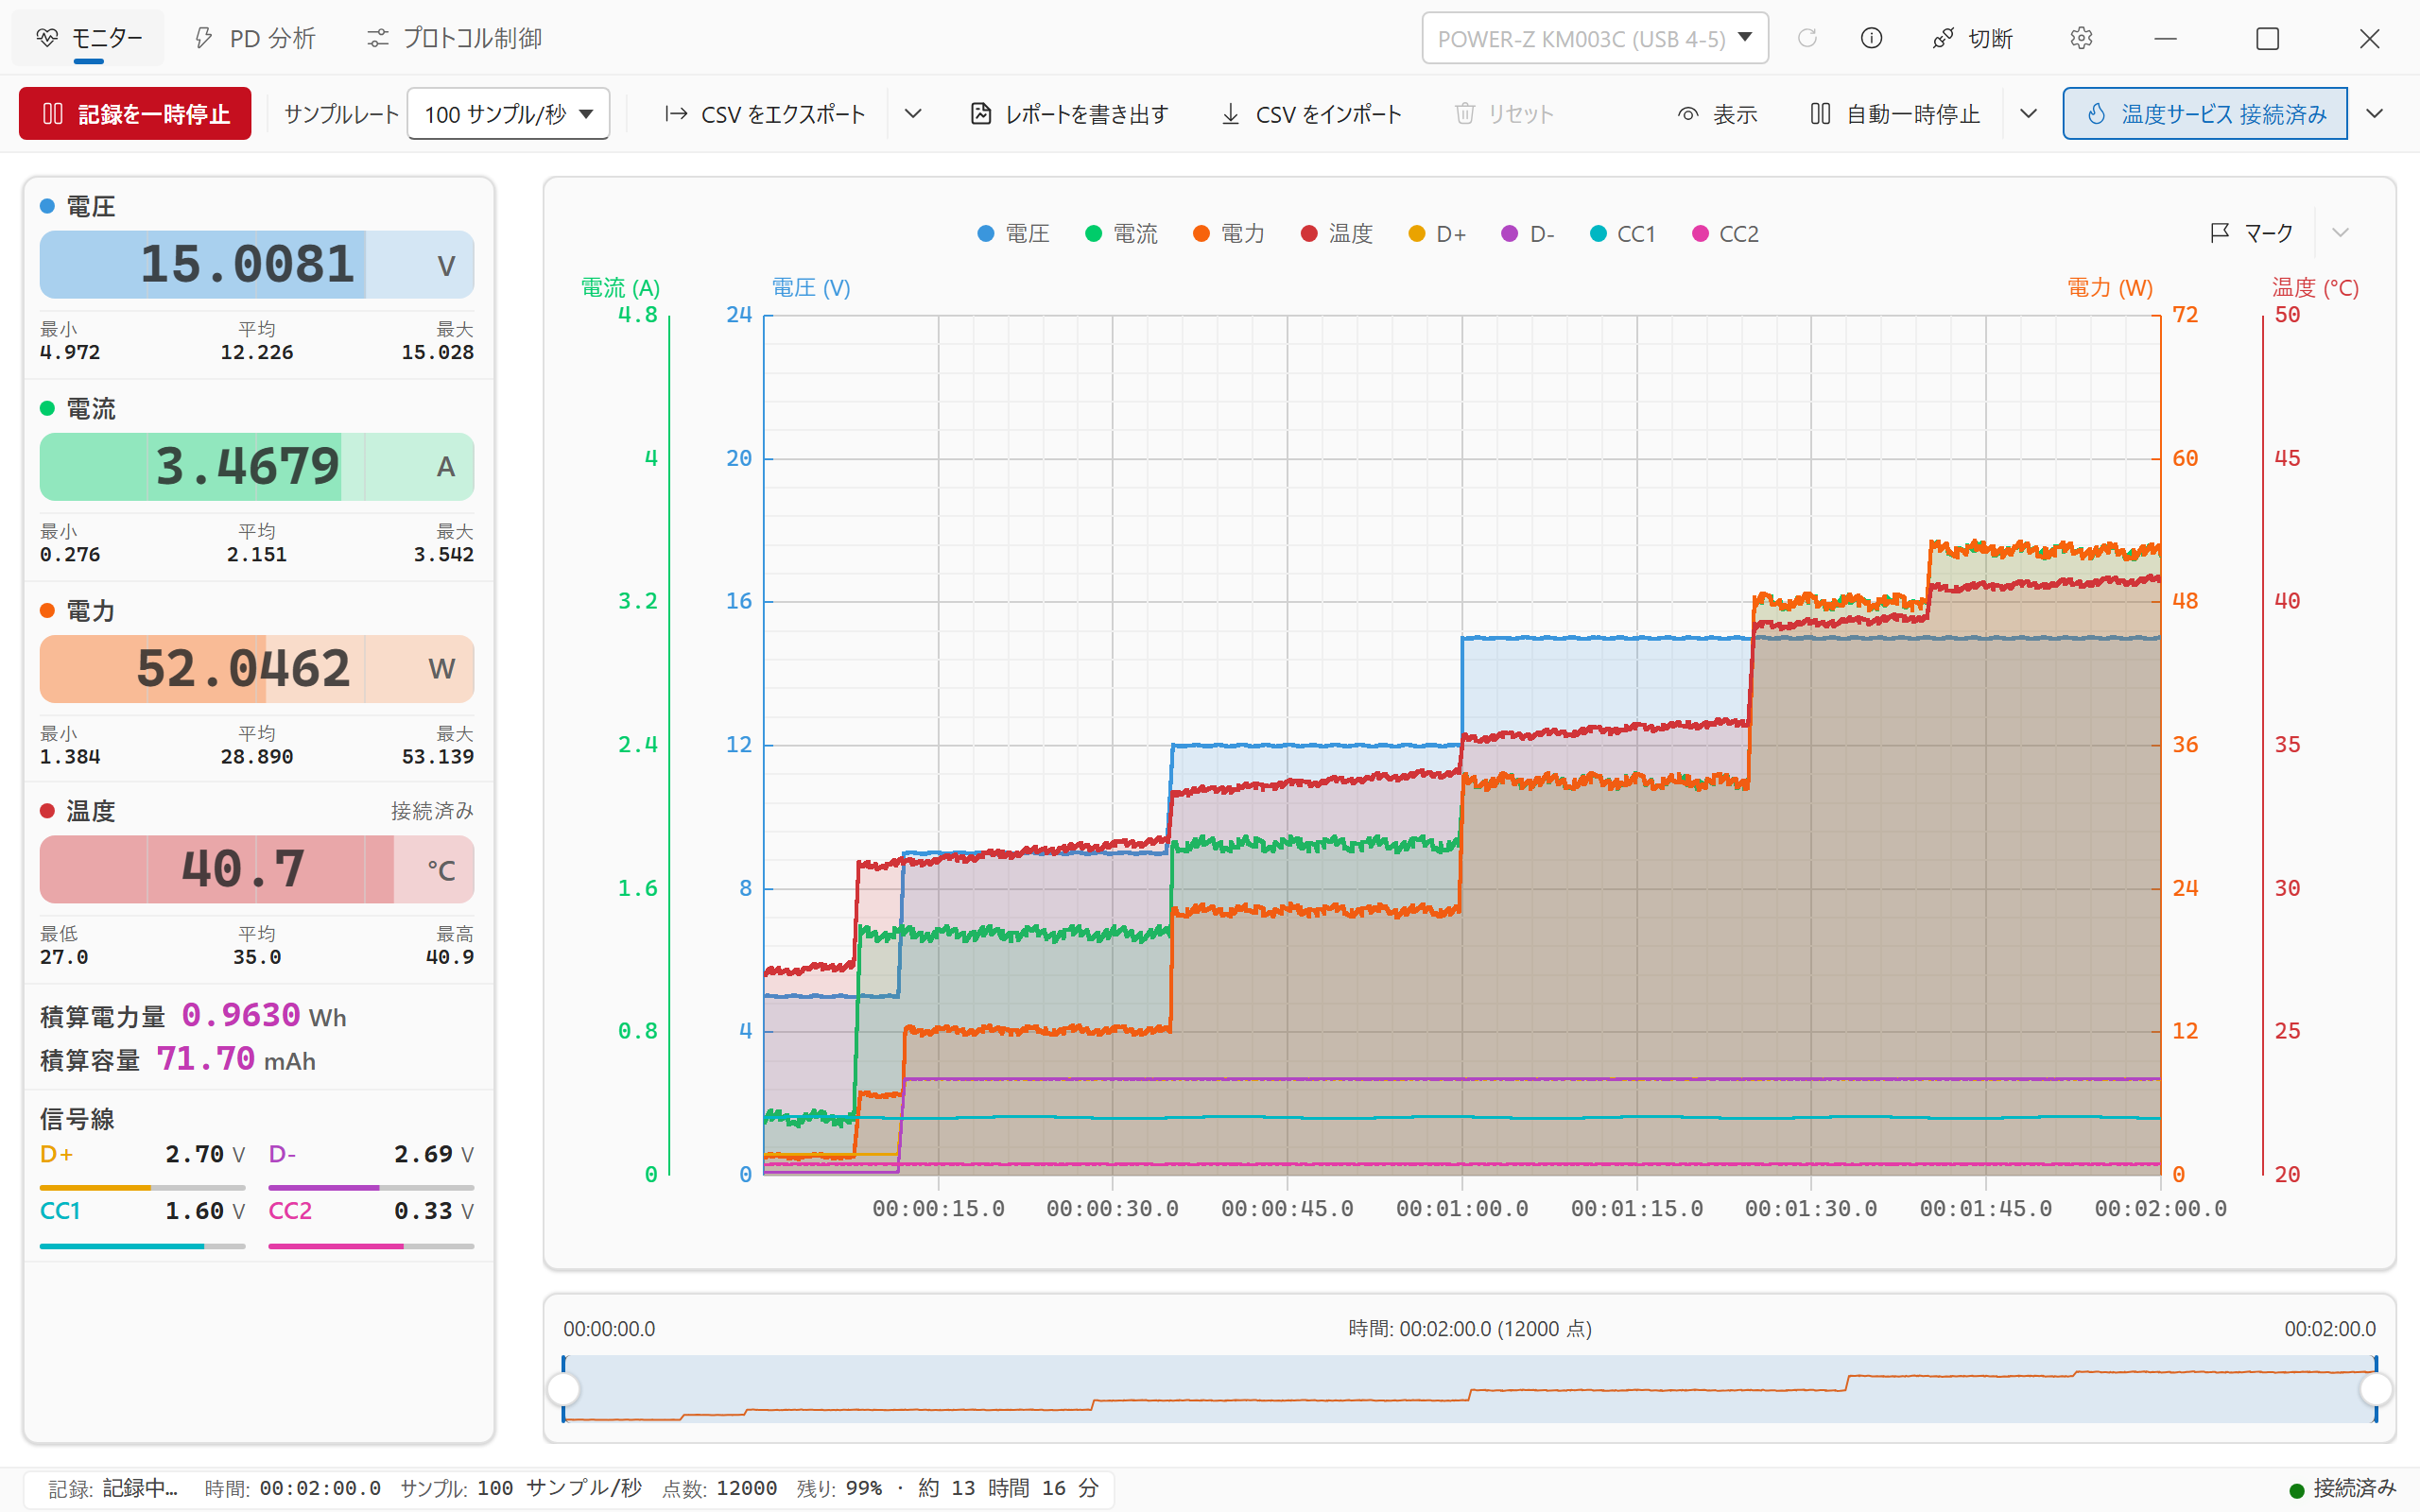 モニター PD 分析 プロトコル制御 POWER-Z KM003C (USB 4-5) 切断
記録を一時停止 サンプルレート 100 サンプル/秒 CSV をエクスポート レポートを書き出す CSV をインポート リセット 表示 自動一時停止 温度サービス 接続済み
電圧
15.0081 V
最小 平均 最大
4.972 12.226 15.028
電流
3.4679 A
最小 平均 最大
0.276 2.151 3.542
電力
52.0462 W
最小 平均 最大
1.384 28.890 53.139
温度 接続済み
40.7 °C
最低 平均 最高
27.0 35.0 40.9
積算電力量 0.9630 Wh
積算容量 71.70 mAh
信号線
D+ 2.70 V D- 2.69 V
CC1 1.60 V CC2 0.33 V
電圧 電流 電力 温度 D+ D- CC1 CC2 マーク
電流 (A) 電圧 (V) 電力 (W) 温度 (°C)
4.8 24 72 50
4 20 60 45
3.2 16 48 40
2.4 12 36 35
1.6 8 24 30
0.8 4 12 25
0 0 0 20
00:00:15.0 00:00:30.0 00:00:45.0 00:01:00.0 00:01:15.0 00:01:30.0 00:01:45.0 00:02:00.0
00:00:00.0 時間: 00:02:00.0 (12000 点) 00:02:00.0
記録: 記録中... 時間: 00:02:00.0 サンプル: 100 サンプル/秒 点数: 12000 残り: 99% · 約 13 時間 16 分 接続済み